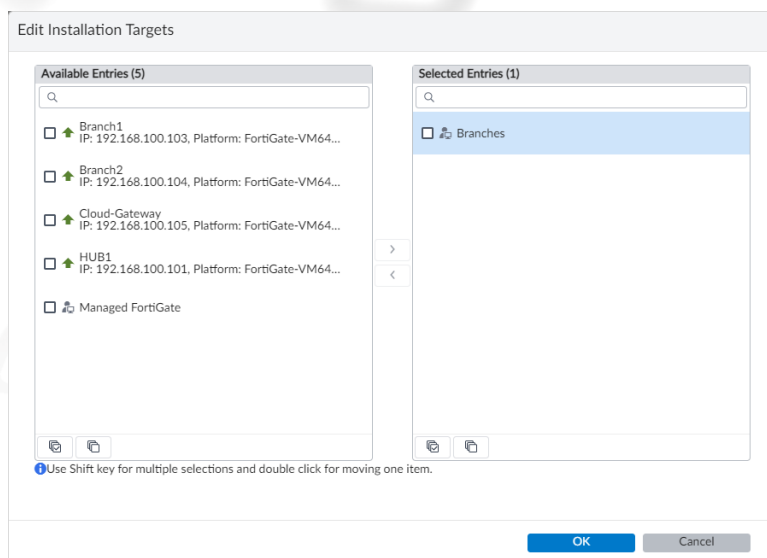 Edit Installation Targets
Available Entries (5)
Selected Entries (1)
Branch1
IP: 192.168.100.103, Platform: FortiGate-VM64...
Branch2
IP: 192.168.100.104, Platform: FortiGate-VM64...
Cloud-Gateway
IP: 192.168.100.105, Platform: FortiGate-VM64...
HUB1
IP: 192.168.100.101, Platform: FortiGate-VM64...
Managed FortiGate
Branches
>
<
Use Shift key for multiple selections and double click for moving one item.
OK
Cancel